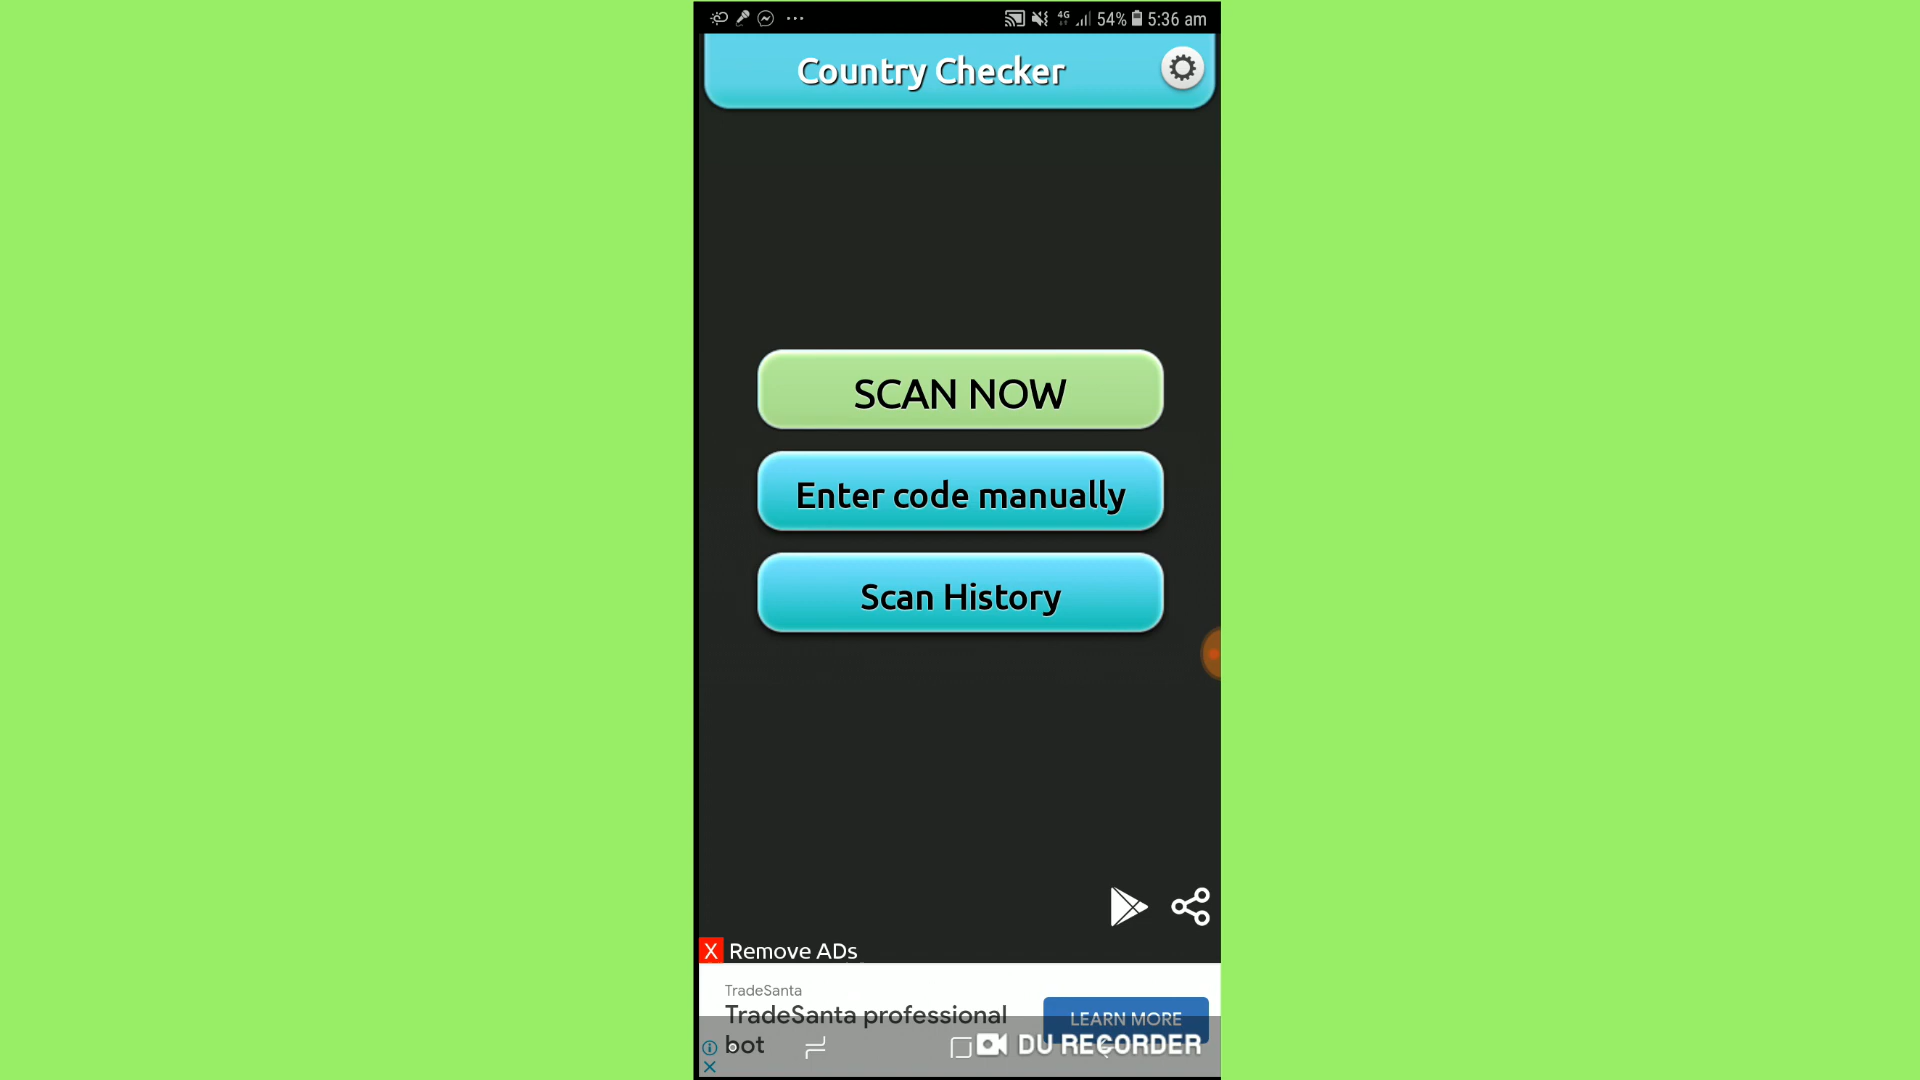 4G 54% 5:36 am
Country Checker
SCAN NOW
Enter code manually
Scan History
X Remove ADs
TradeSanta
TradeSanta professional
bot
LEARN MORE
DU RECORDER